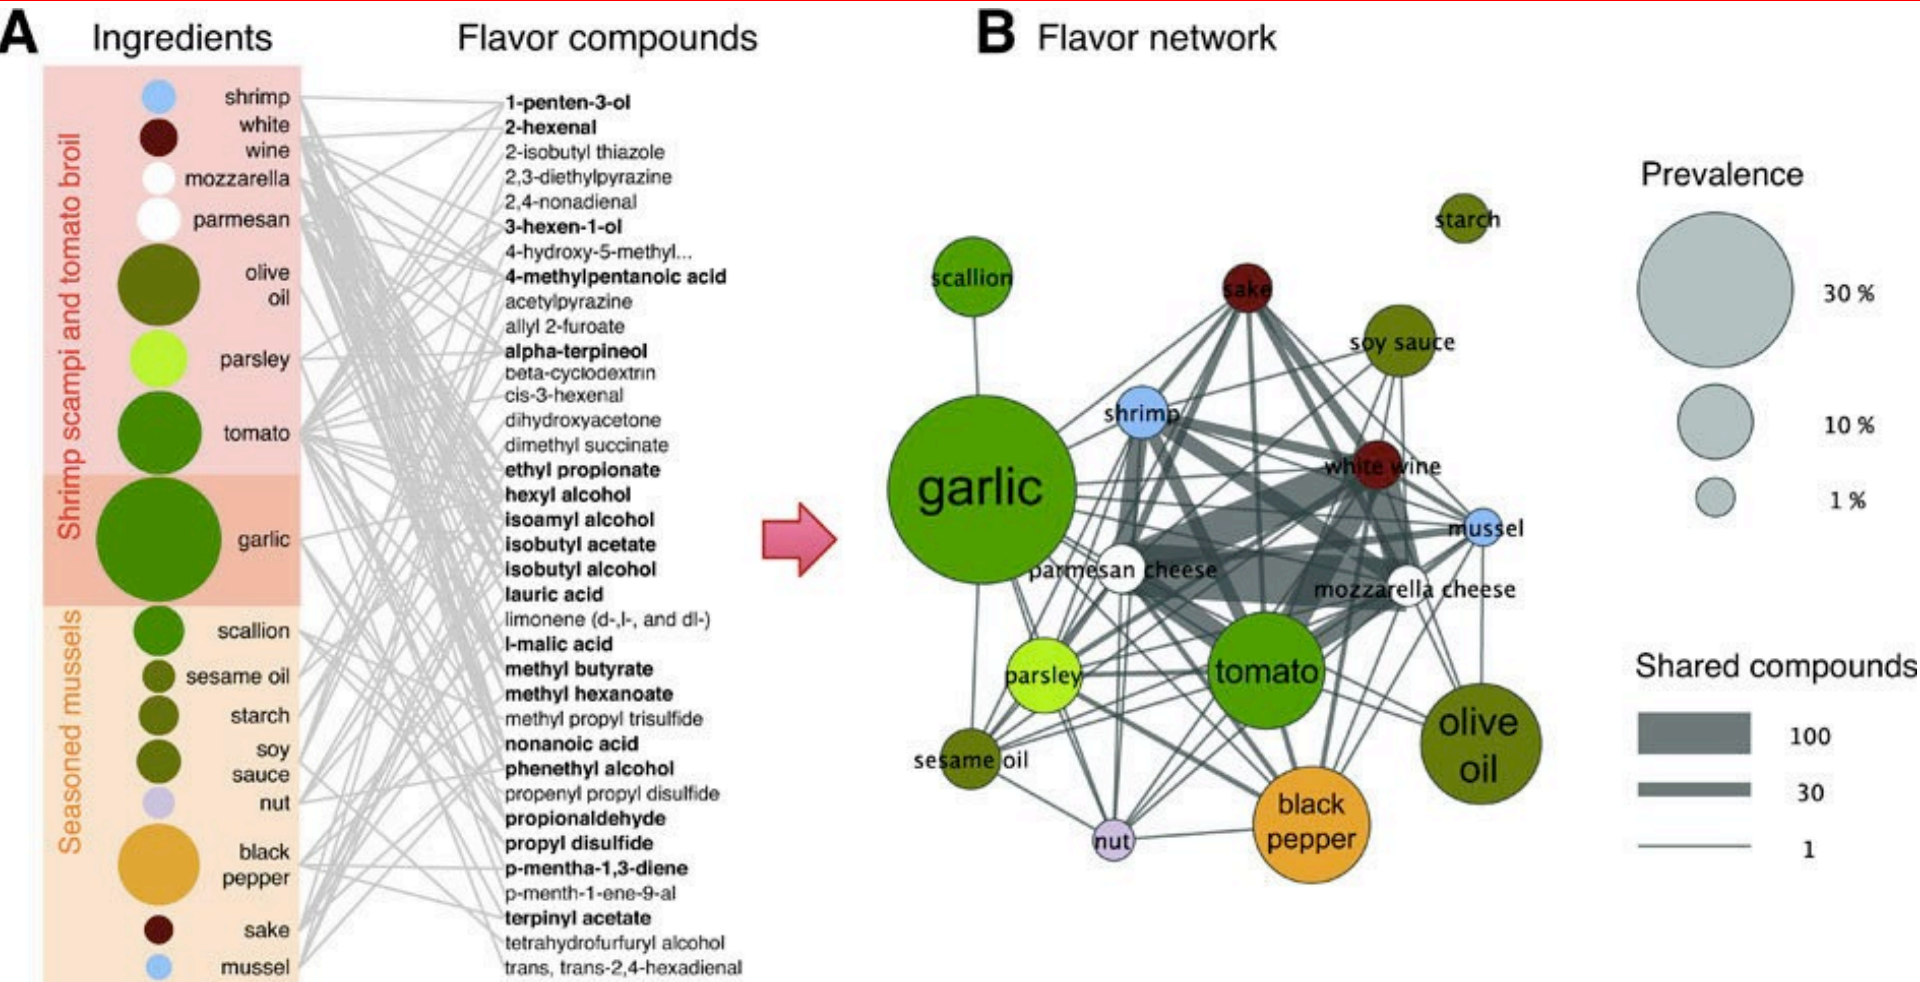 A
Ingredients
Flavor compounds
Shrimp scampi and tomato broil
Seasoned mussels
shrimp
white
wine
mozzarella
parmesan
olive
oil
parsley
tomato
garlic
scallion
sesame oil
starch
soy
sauce
nut
black
pepper
sake
mussel
1-penten-3-ol
2-hexenal
2-isobutyl thiazole
2,3-diethylpyrazine
2,4-nonadienal
3-hexen-1-ol
4-hydroxy-5-methyl...
4-methylpentanoic acid
acetylpyrazine
allyl 2-furoate
alpha-terpineol
beta-cyclodextrin
cis-3-hexenal
dihydroxyacetone
dimethyl succinate
ethyl propionate
hexyl alcohol
isoamyl alcohol
isobutyl acetate
isobutyl alcohol
lauric acid
limonene (d-,l-, and dl-)
l-malic acid
methyl butyrate
methyl hexanoate
methyl propyl trisulfide
nonanoic acid
phenethyl alcohol
propenyl propyl disulfide
propionaldehyde
propyl disulfide
p-mentha-1,3-diene
p-menth-1-ene-9-al
terpinyl acetate
tetrahydrofurfuryl alcohol
trans, trans-2,4-hexadienal
B
Flavor network
starch
scallion
sake
soy sauce
shrimp
white wine
garlic
mussel
parmesan cheese
mozzarella cheese
parsley
tomato
olive
oil
sesame oil
black
pepper
nut
Prevalence
30 %
10 %
1 %
Shared compounds
100
30
1